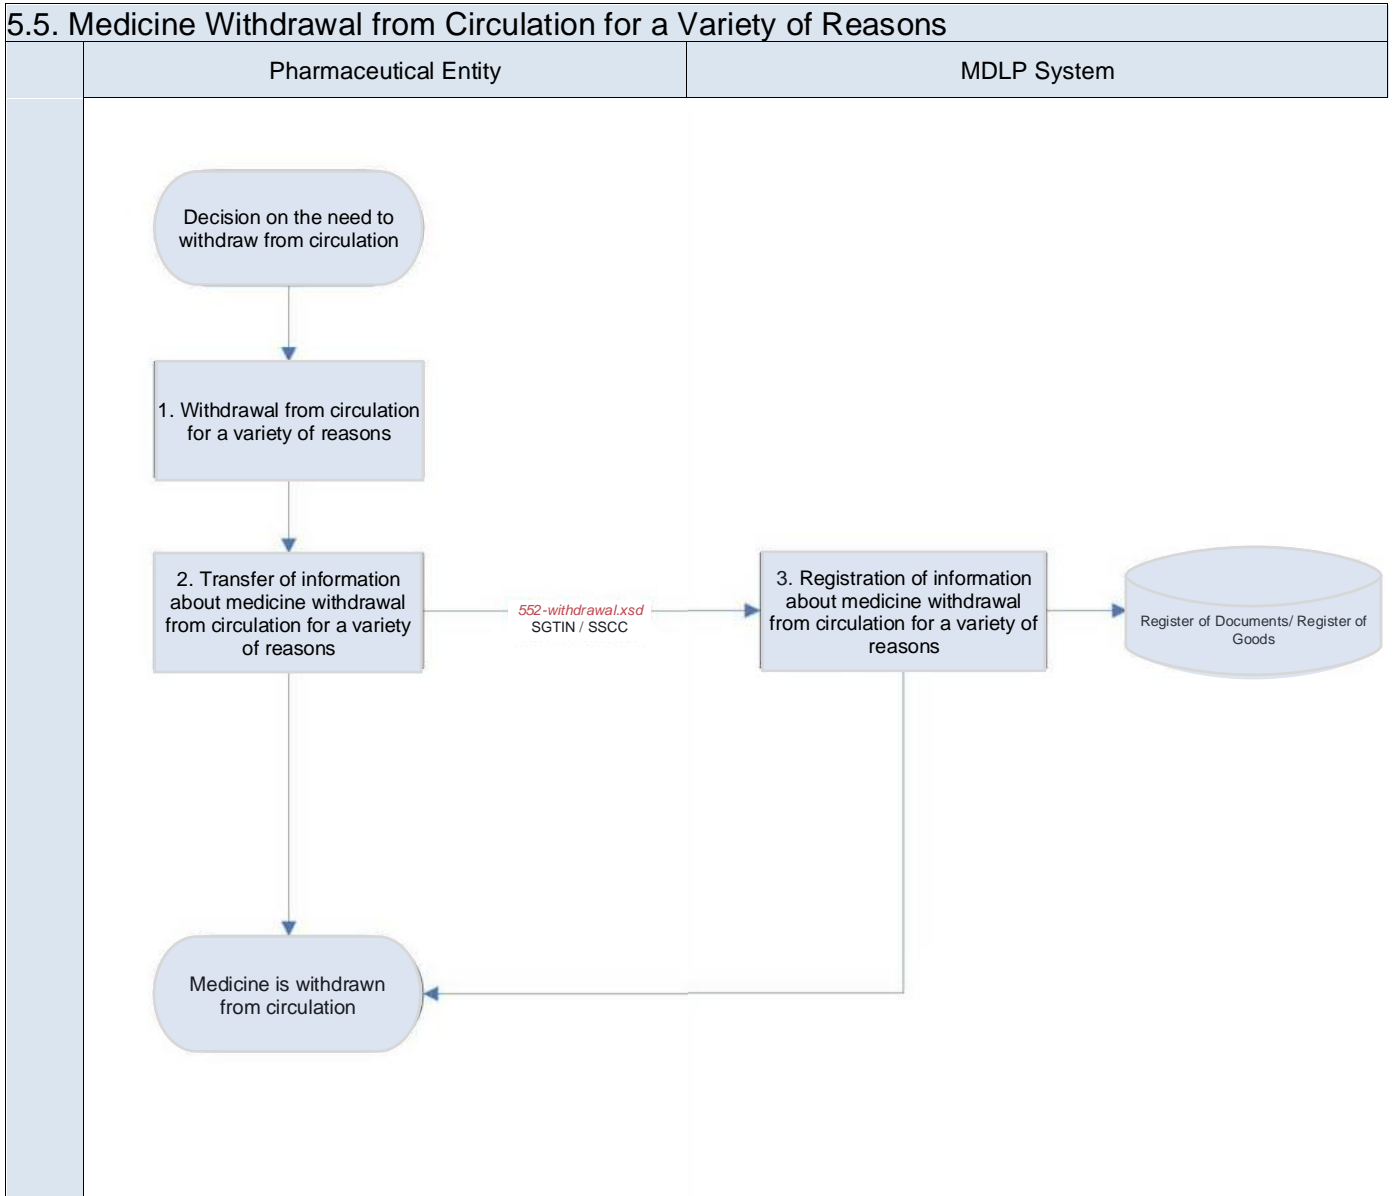 5.5. Medicine Withdrawal from Circulation for a Variety of Reasons
Pharmaceutical Entity
MDLP System
Decision on the need to
withdraw from circulation
1. Withdrawal from circulation
for a variety of reasons
2. Transfer of information
about medicine withdrawal
from circulation for a variety
of reasons
552-withdrawal.xsd
SGTIN / SSCC
3. Registration of information
about medicine withdrawal
from circulation for a variety of
reasons
Register of Documents/ Register of
Goods
Medicine is withdrawn
from circulation